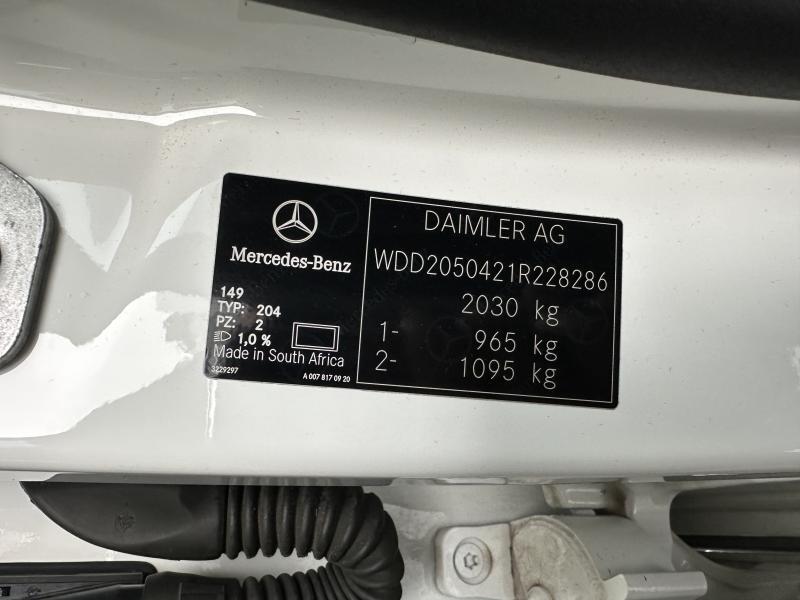 Mercedes-Benz
149
TYP: 204
PZ: 2
1,0 %
Made in South Africa
3229297
A 007 817 09 20
DAIMLER AG
WDD2050421R228286
2030 kg
1- 965 kg
2- 1095 kg